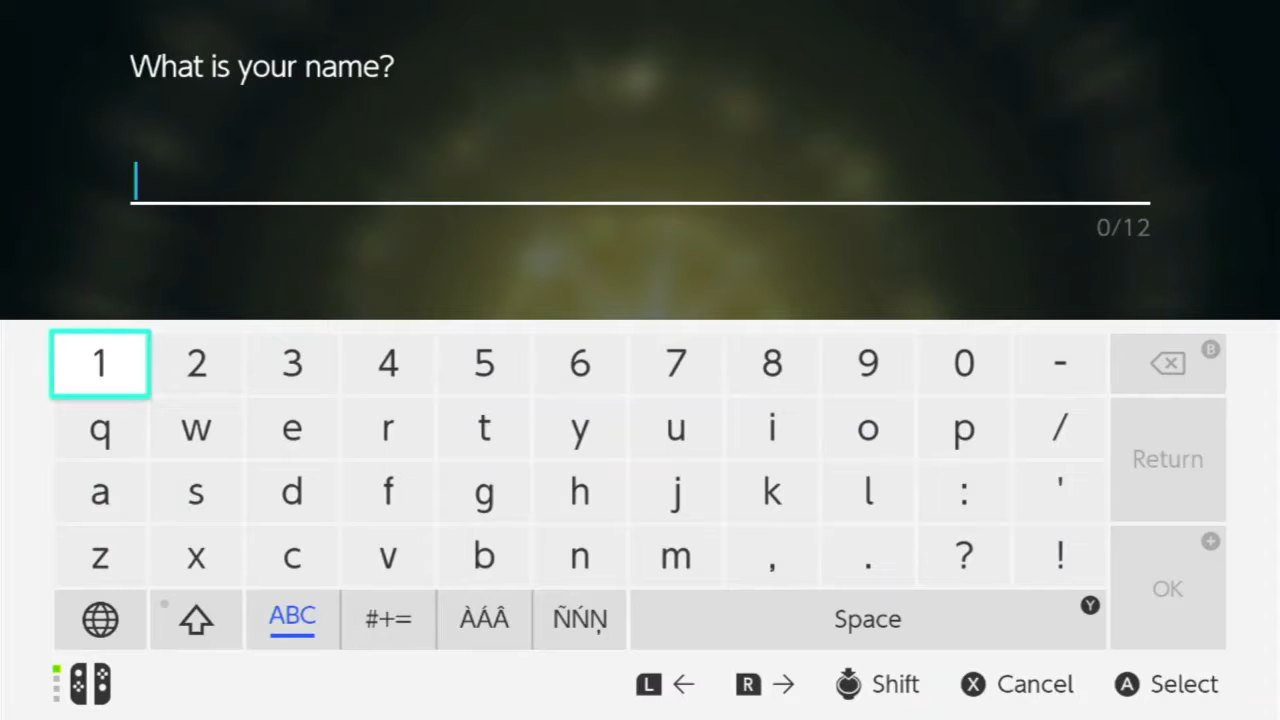 What is your name?
0/12
1 2 3 4 5 6 7 8 9 0 - B
q w e r t y u i o p / Return
a s d f g h j k l : '
z x c v b n m , . ? ! +
ABC #+= ÀÁÂ ÑŃŅ Space Y OK
L ← R → Shift X Cancel A Select